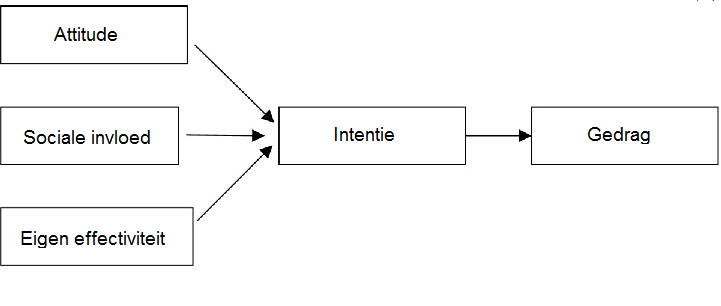 Attitude
Sociale invloed
Intentie
Gedrag
Eigen effectiviteit